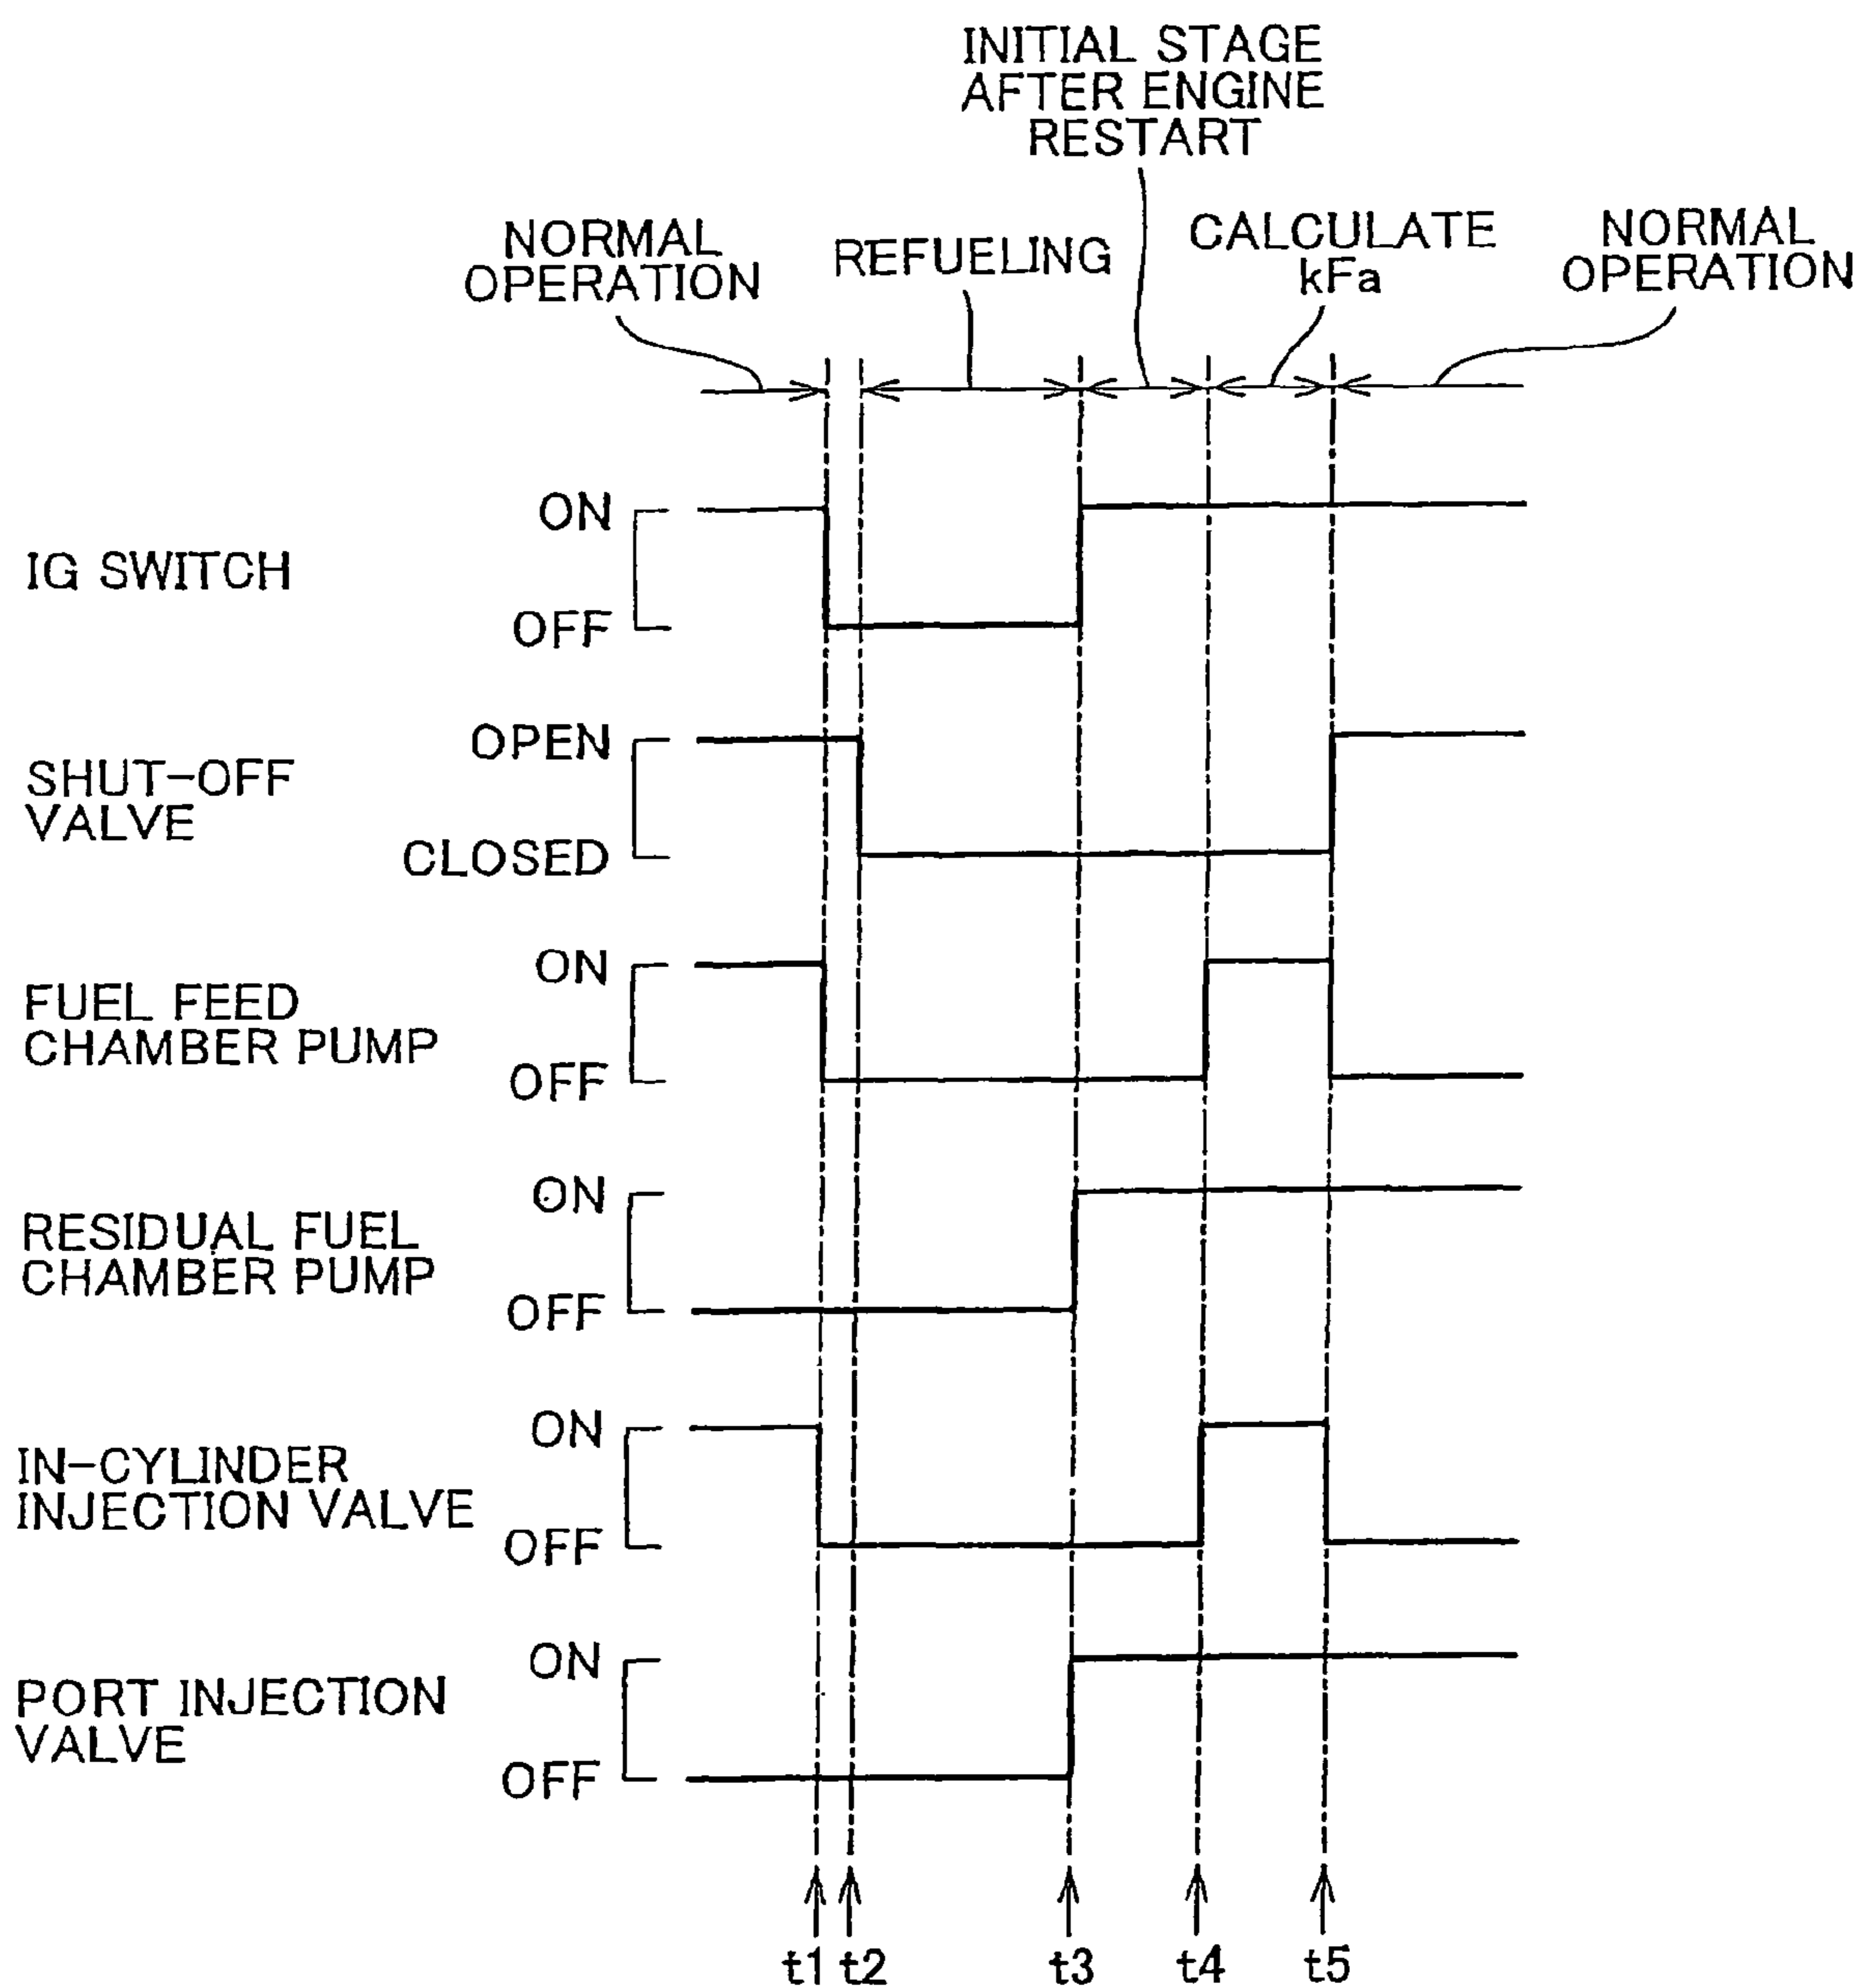 INITIAL STAGE
AFTER ENGINE
RESTART
NORMAL
OPERATION
REFUELING
CALCULATE
kFa
NORMAL
OPERATION
IG SWITCH
ON
OFF
SHUT-OFF
VALVE
OPEN
CLOSED
FUEL FEED
CHAMBER PUMP
ON
OFF
RESIDUAL FUEL
CHAMBER PUMP
ON
OFF
IN-CYLINDER
INJECTION VALVE
ON
OFF
PORT INJECTION
VALVE
ON
OFF
t1 t2 t3 t4 t5